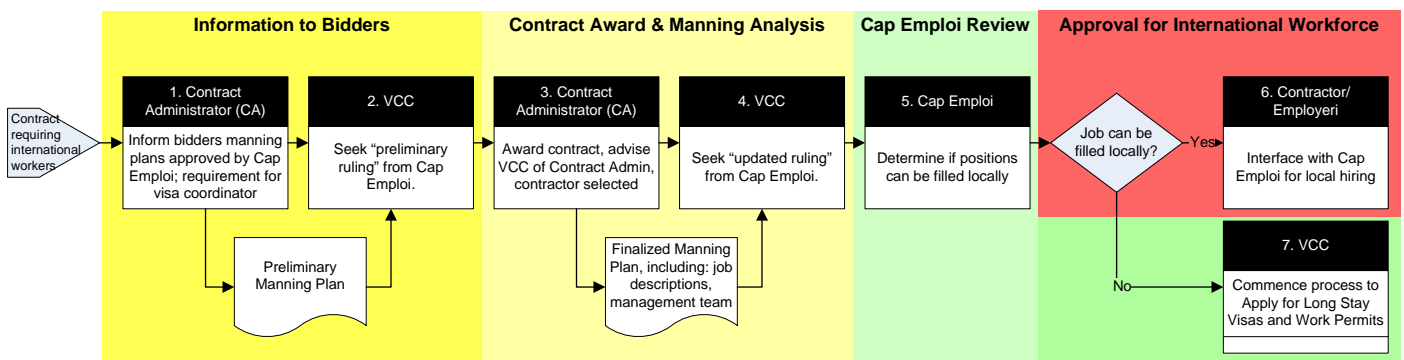 Information to Bidders
Contract Award & Manning Analysis
Cap Emploi Review
Approval for International Workforce
Contract
requiring
international
workers
1. Contract
Administrator (CA)
Inform bidders manning
plans approved by Cap
Emploi; requirement for
visa coordinator
2. VCC
Seek “preliminary
ruling” from Cap
Emploi.
Preliminary
Manning Plan
3. Contract
Administrator (CA)
Award contract, advise
VCC of Contract Admin,
contractor selected
4. VCC
Seek “updated ruling”
from Cap Emploi.
Finalized Manning
Plan, including: job
descriptions,
management team
5. Cap Emploi
Determine if positions
can be filled locally
Job can be
filled locally?
Yes
6. Contractor/
Employeri
Interface with Cap
Emploi for local hiring
No
7. VCC
Commence process to
Apply for Long Stay
Visas and Work Permits